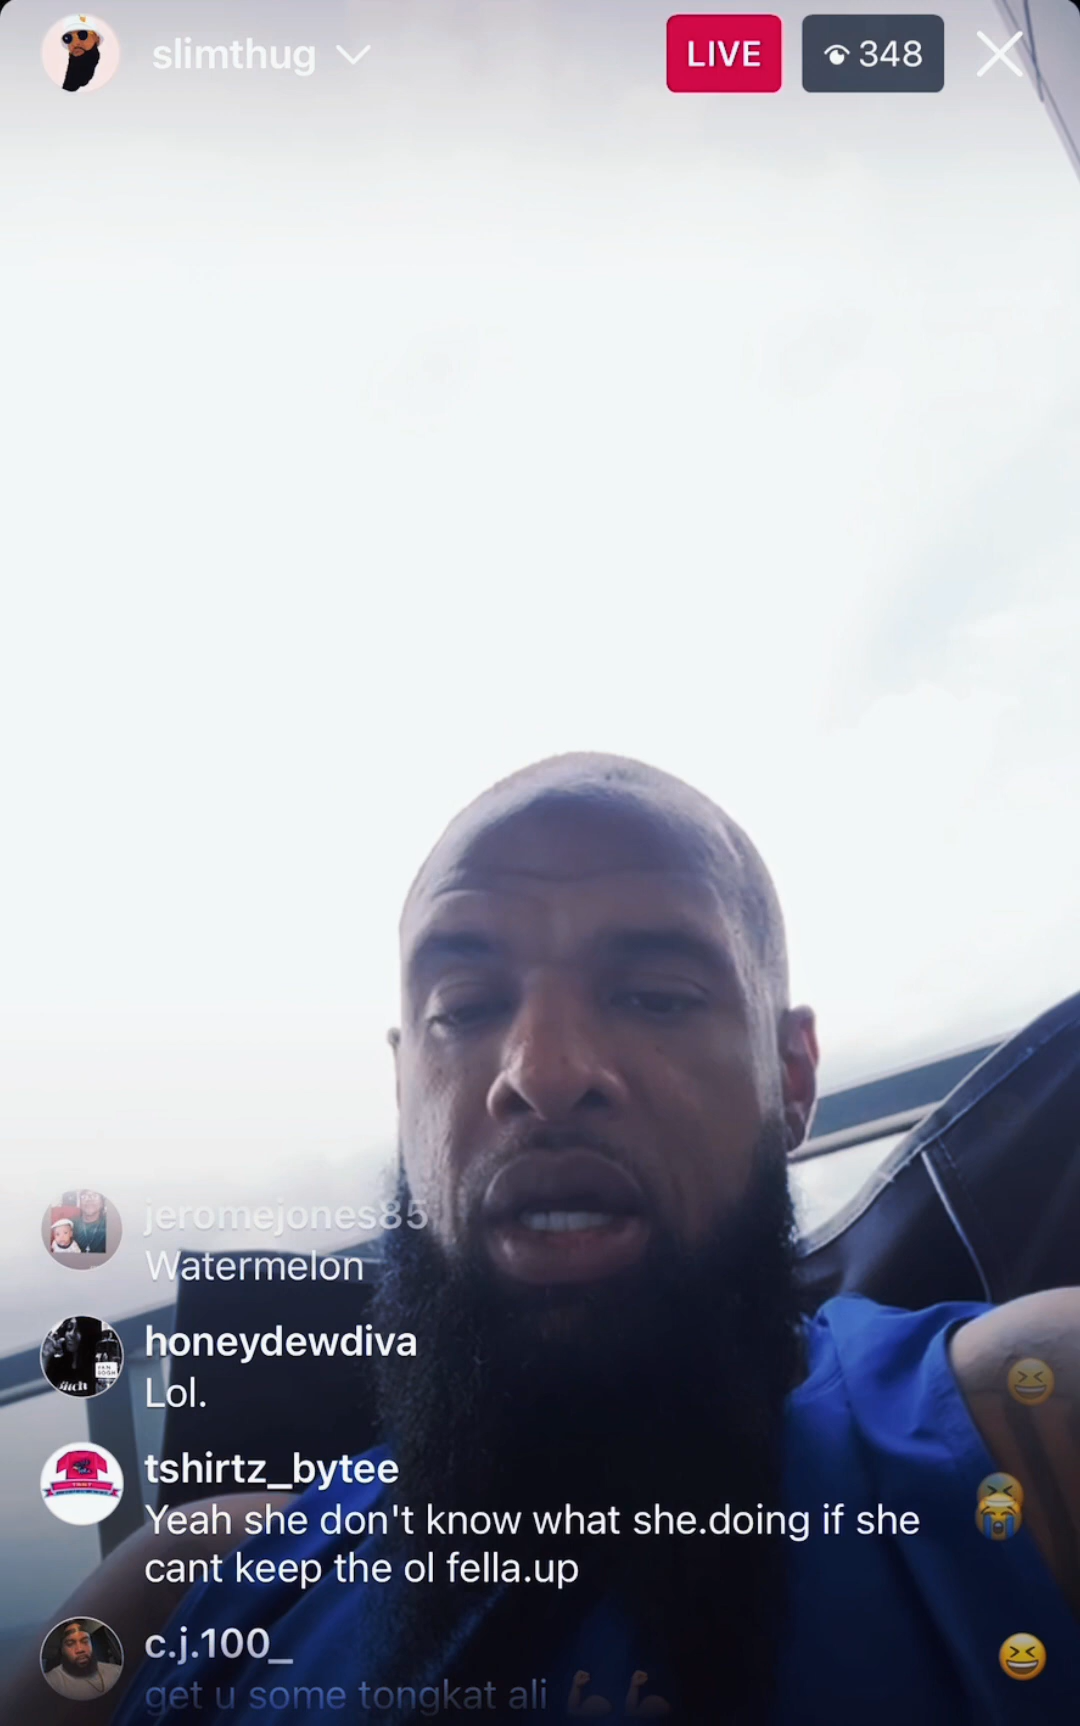 slimthug
LIVE
348
jeromejones85
Watermelon
honeydewdiva
Lol.
tshirtz_bytee
Yeah she don't know what she.doing if she
cant keep the ol fella.up
c.j.100_
get u some tongkat ali 💪💪